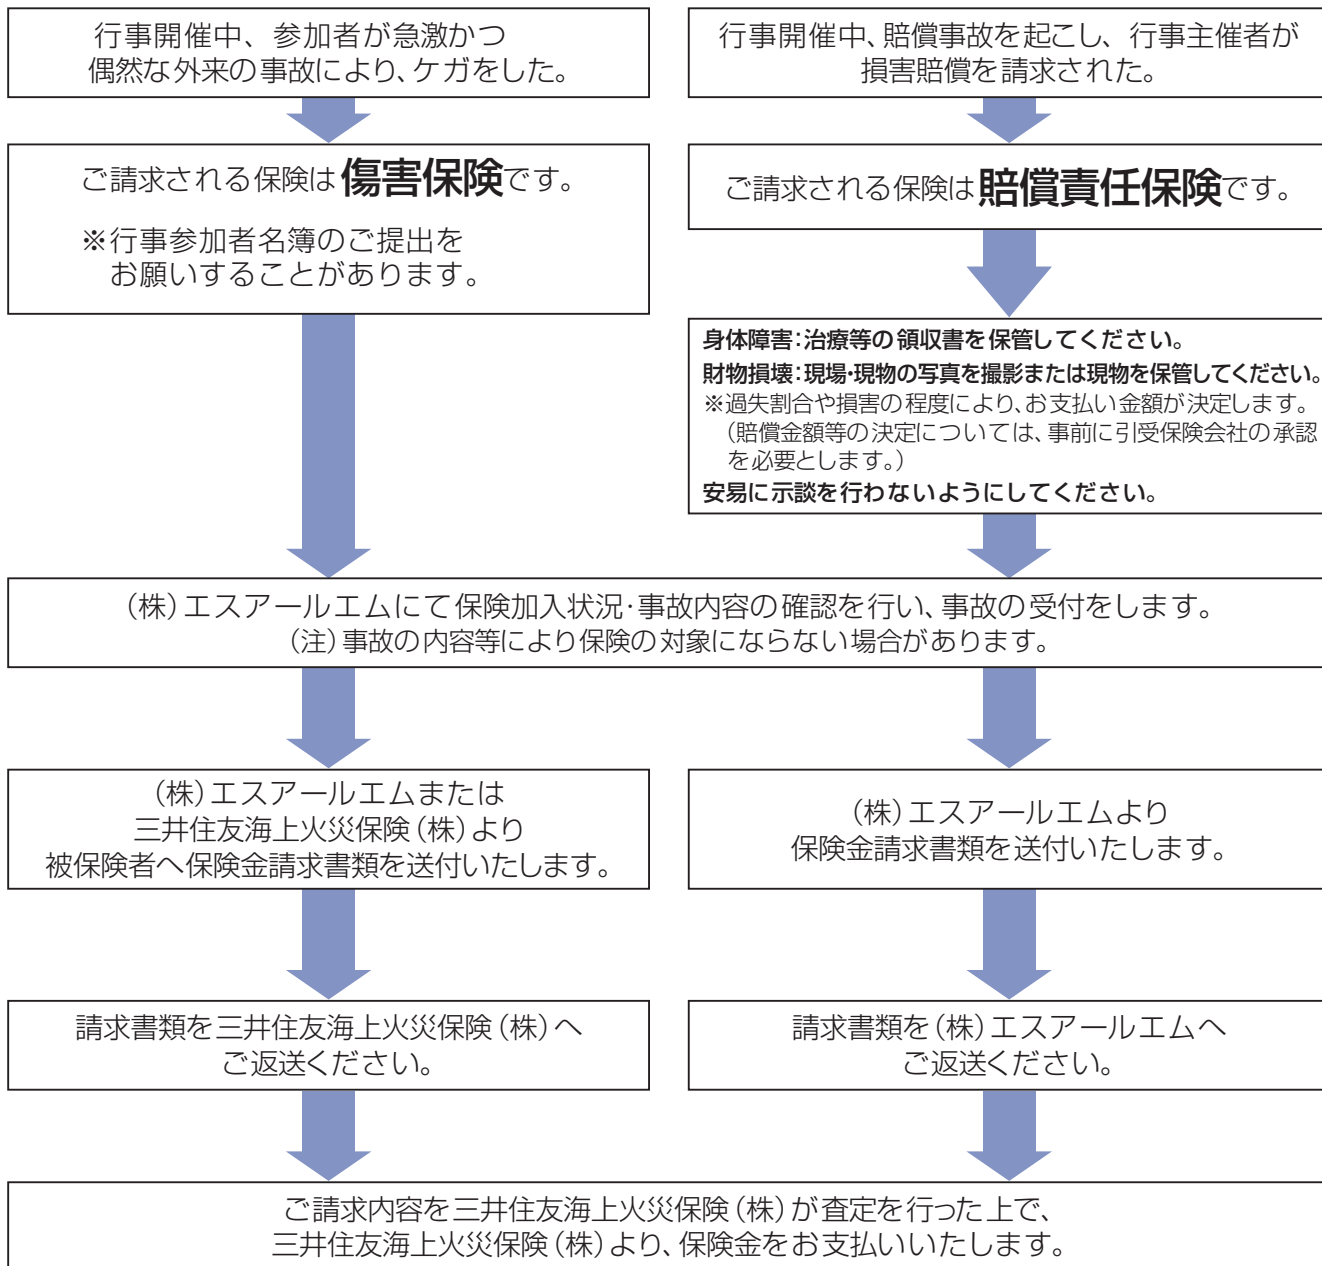 行事開催中、参加者が急激かつ
偶然な外来の事故により、ケガをした。
ご請求される保険は傷害保険です。
※行事参加者名簿のご提出を
お願いすることがあります。
行事開催中、賠償事故を起こし、行事主催者が
損害賠償を請求された。
ご請求される保険は賠償責任保険です。
身体障害：治療等の領収書を保管してください。
財物損壊：現場・現物の写真を撮影または現物を保管してください。
※過失割合や損害の程度により、お支払い金額が決定します。
（賠償金額等の決定については、事前に引受保険会社の承認
を必要とします。）
安易に示談を行わないようにしてください。
（株）エスアールエムにて保険加入状況・事故内容の確認を行い、事故の受付をします。
（注）事故の内容等により保険の対象にならない場合があります。
（株）エスアールエムまたは
三井住友海上火災保険（株）より
被保険者へ保険金請求書類を送付いたします。
（株）エスアールエムより
保険金請求書類を送付いたします。
請求書類を三井住友海上火災保険（株）へ
ご返送ください。
請求書類を（株）エスアールエムへ
ご返送ください。
ご請求内容を三井住友海上火災保険（株）が査定を行った上で、
三井住友海上火災保険（株）より、保険金をお支払いいたします。